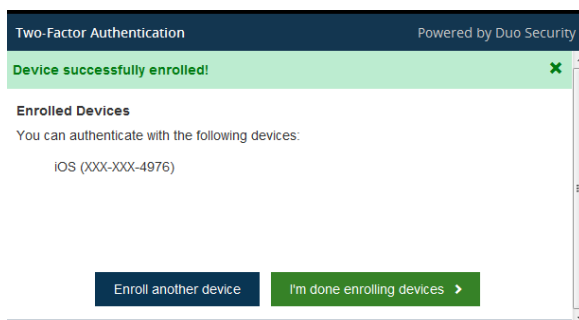 Two-Factor Authentication Powered by Duo Security
Device successfully enrolled!
Enrolled Devices
You can authenticate with the following devices:
iOS (XXX-XXX-4976)
Enroll another device I'm done enrolling devices